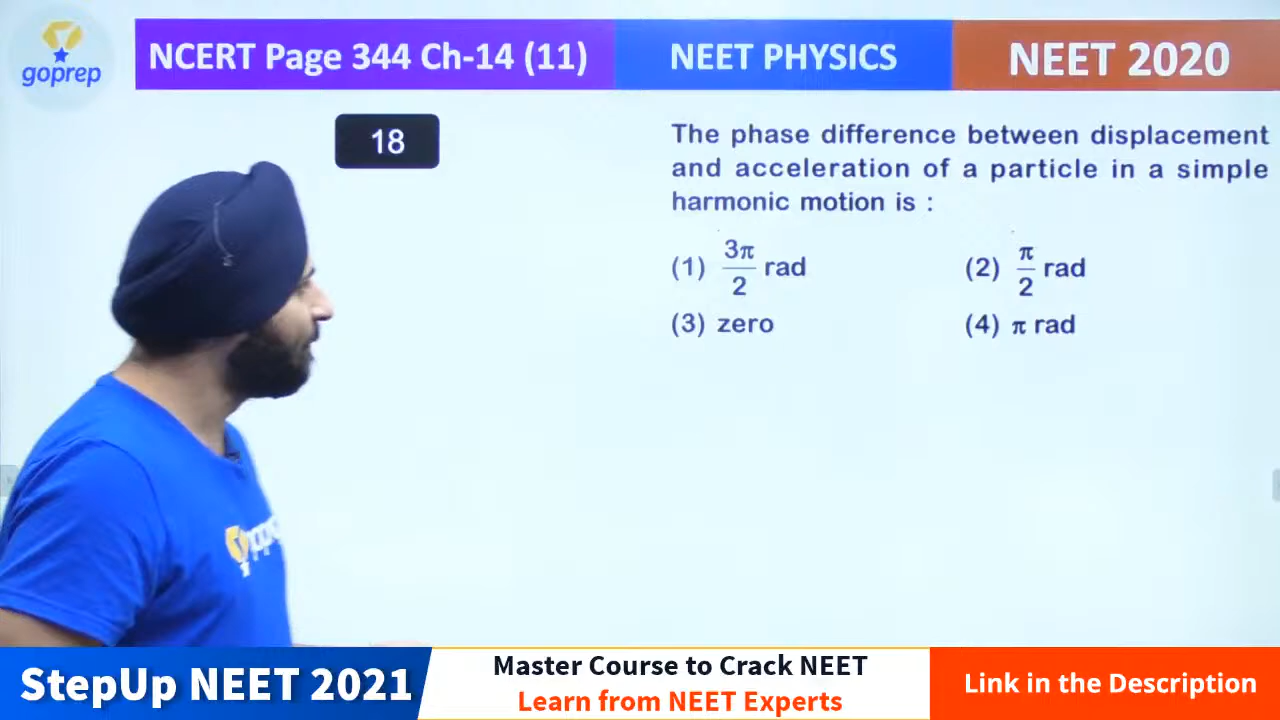 goprep
NCERT Page 344 Ch-14 (11)
NEET PHYSICS
NEET 2020
18
The phase difference between displacement
and acceleration of a particle in a simple
harmonic motion is :
(1) 3π/2 rad
(2) π/2 rad
(3) zero
(4) π rad
StepUp NEET 2021
Master Course to Crack NEET
Learn from NEET Experts
Link in the Description